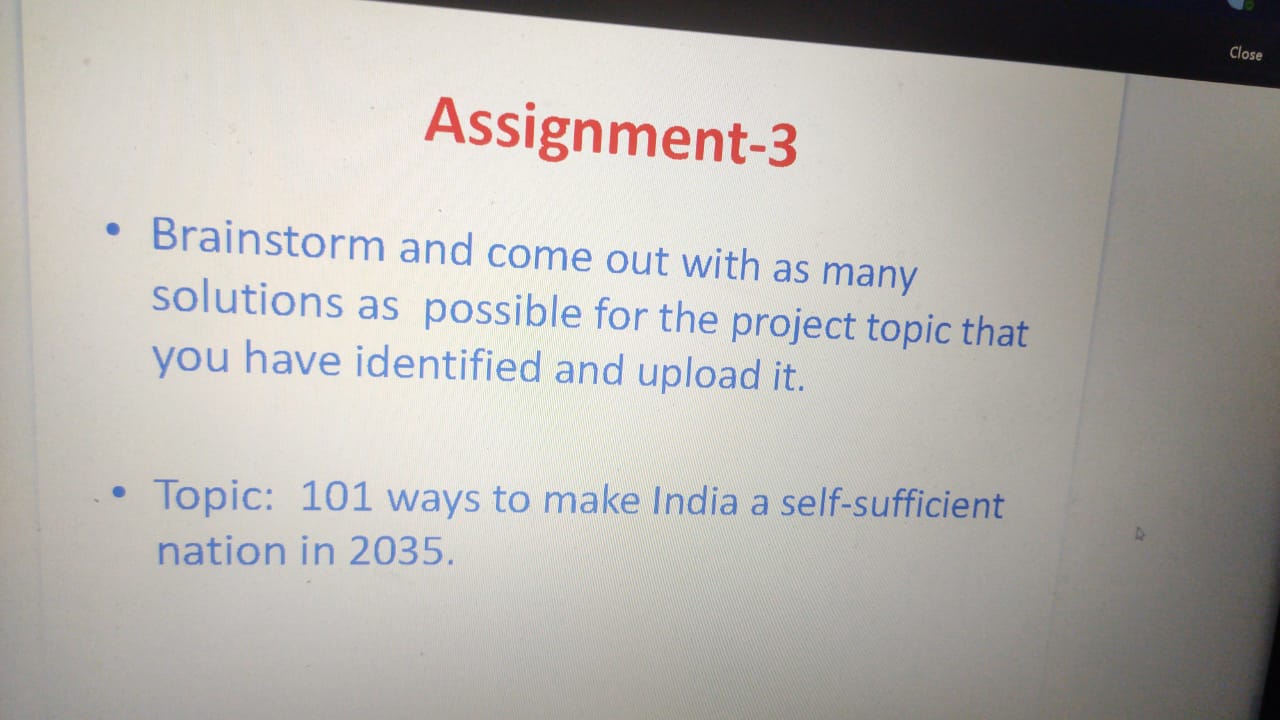 Close
Assignment-3
• Brainstorm and come out with as many
solutions as possible for the project topic that
you have identified and upload it.
• Topic: 101 ways to make India a self-sufficient
nation in 2035.